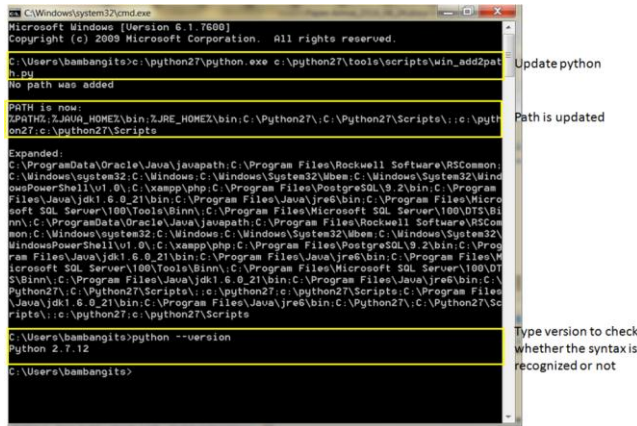 C:\Windows\system32\cmd.exe
Microsoft Windows [Version 6.1.7600]
Copyright (c) 2009 Microsoft Corporation.  All rights reserved.
C:\Users\bambangits>c:\python27\python.exe c:\python27\tools\scripts\win_add2pat
h.py
Update python
No path was added
PATH is now:
%PATH%;%JAVA_HOME%\bin;%JRE_HOME%\bin;C:\Python27\;C:\Python27\Scripts\;;c:\pyth
on27;c:\python27\Scripts
Path is updated
Expanded:
C:\ProgramData\Oracle\Java\javapath;C:\Program Files\Rockwell Software\RSCommon;
C:\Windows\system32;C:\Windows;C:\Windows\System32\Wbem;C:\Windows\System32\Wind
owsPowerShell\v1.0\;C:\xampp\php;C:\Program Files\PostgreSQL\9.2\bin;C:\Program
Files\Java\jdk1.6.0_21\bin;C:\Program Files\Java\jre6\bin;C:\Program Files\Micro
soft SQL Server\100\Tools\Binn\;C:\Program Files\Microsoft SQL Server\100\DTS\Bi
nn\;C:\ProgramData\Oracle\Java\javapath;C:\Program Files\Rockwell Software\RSCom
mon;C:\Windows\system32;C:\Windows;C:\Windows\System32\Wbem;C:\Windows\System32\
WindowsPowerShell\v1.0\;C:\xampp\php;C:\Program Files\PostgreSQL\9.2\bin;C:\Prog
ram Files\Java\jdk1.6.0_21\bin;C:\Program Files\Java\jre6\bin;C:\Program Files\M
icrosoft SQL Server\100\Tools\Binn\;C:\Program Files\Microsoft SQL Server\100\DT
S\Binn\;C:\Program Files\Java\jdk1.6.0_21\bin;C:\Program Files\Java\jre6\bin;C:\
Python27\;C:\Python27\Scripts\;;c:\python27;c:\python27\Scripts;C:\Program Files
\Java\jdk1.6.0_21\bin;C:\Program Files\Java\jre6\bin;C:\Python27\;C:\Python27\Sc
ripts\;;c:\python27;c:\python27\Scripts
C:\Users\bambangits>python --version
Python 2.7.12
Type version to check
whether the syntax is
recognized or not
C:\Users\bambangits>